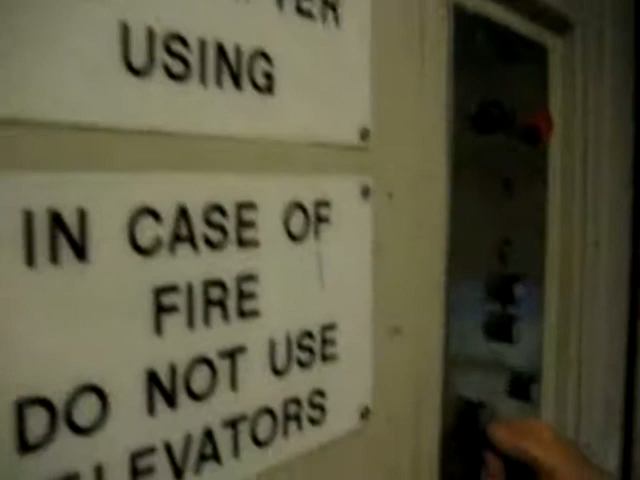 USING
IN CASE OF
FIRE
DO NOT USE
ELEVATORS